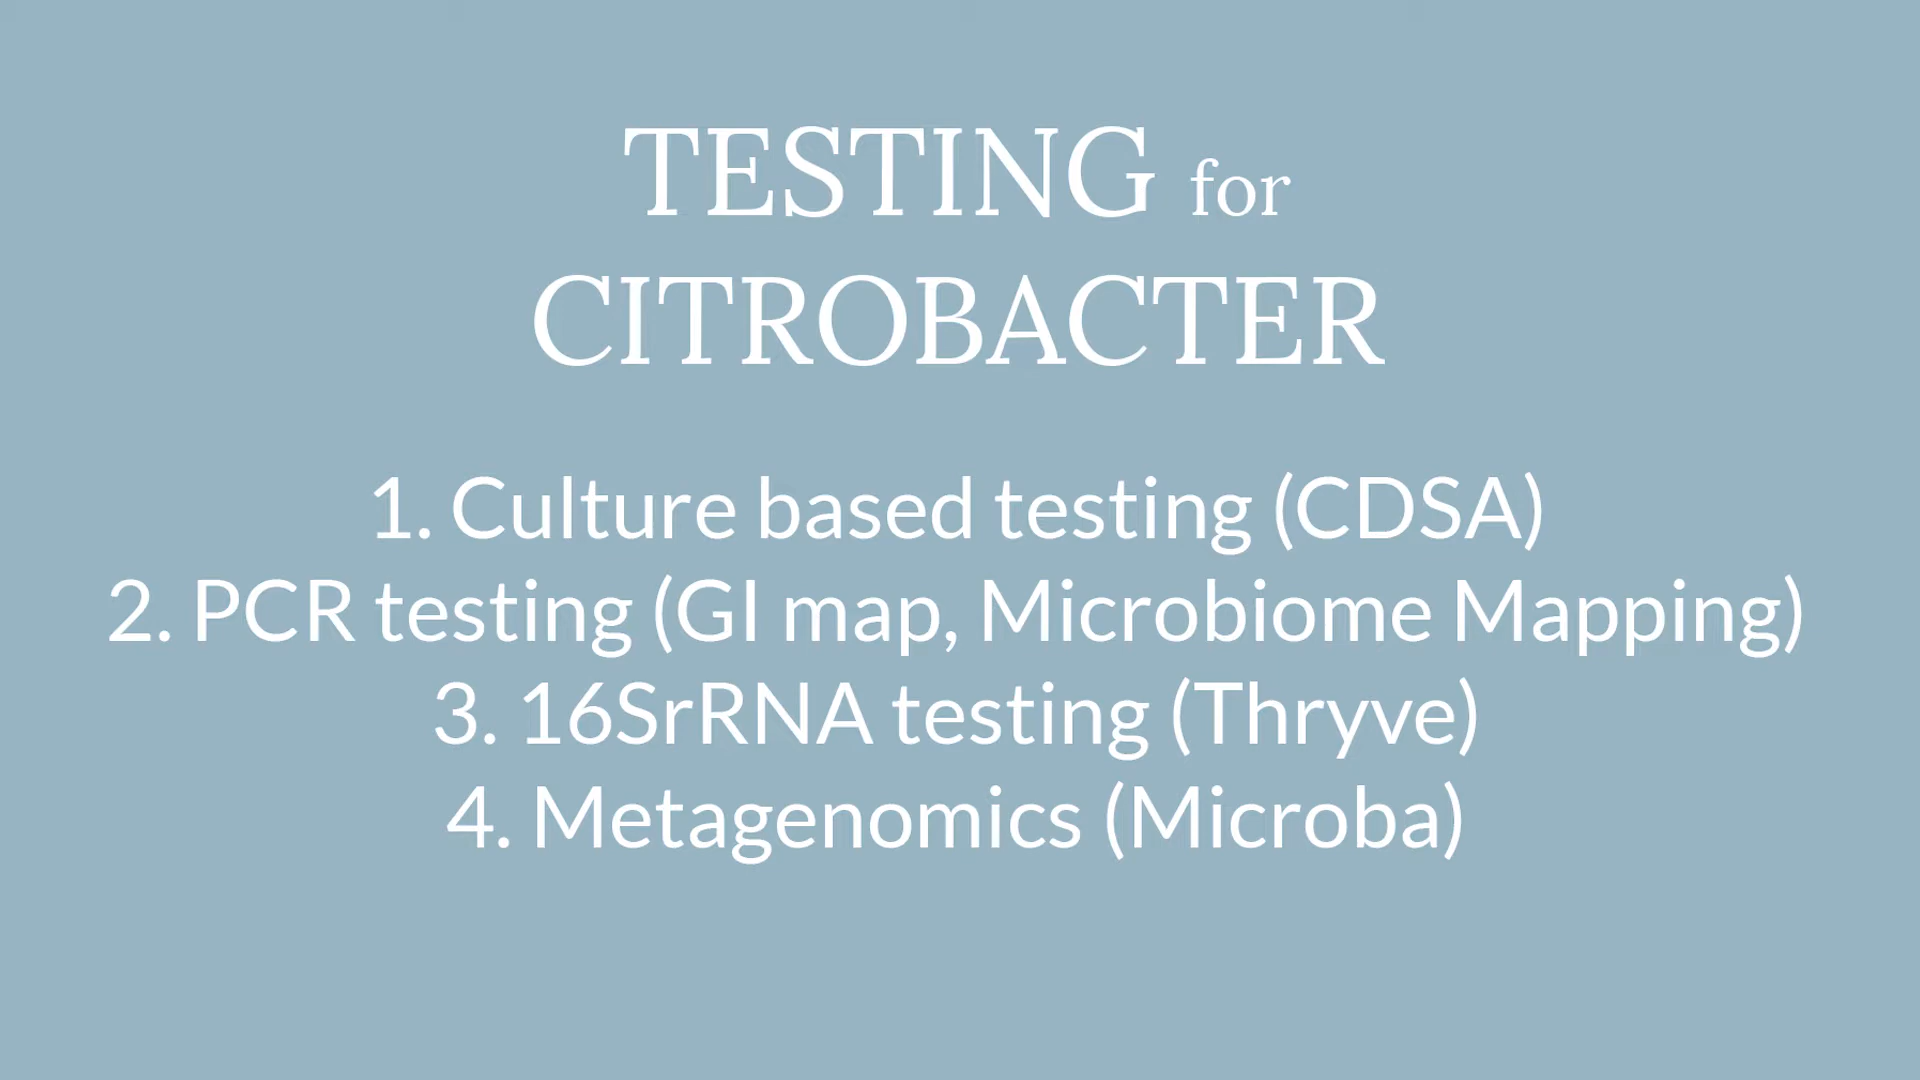 TESTING for
CITROBACTER
1. Culture based testing (CDSA)
2. PCR testing (GI map, Microbiome Mapping)
3. 16SrRNA testing (Thryve)
4. Metagenomics (Microba)